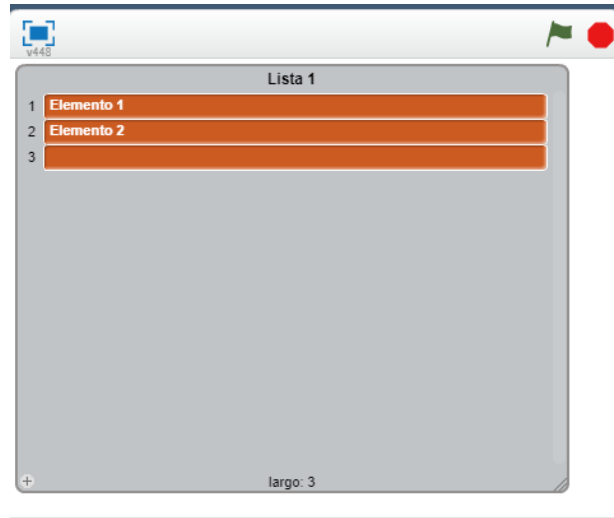 v448
Lista 1
1 Elemento 1
2 Elemento 2
3
largo: 3